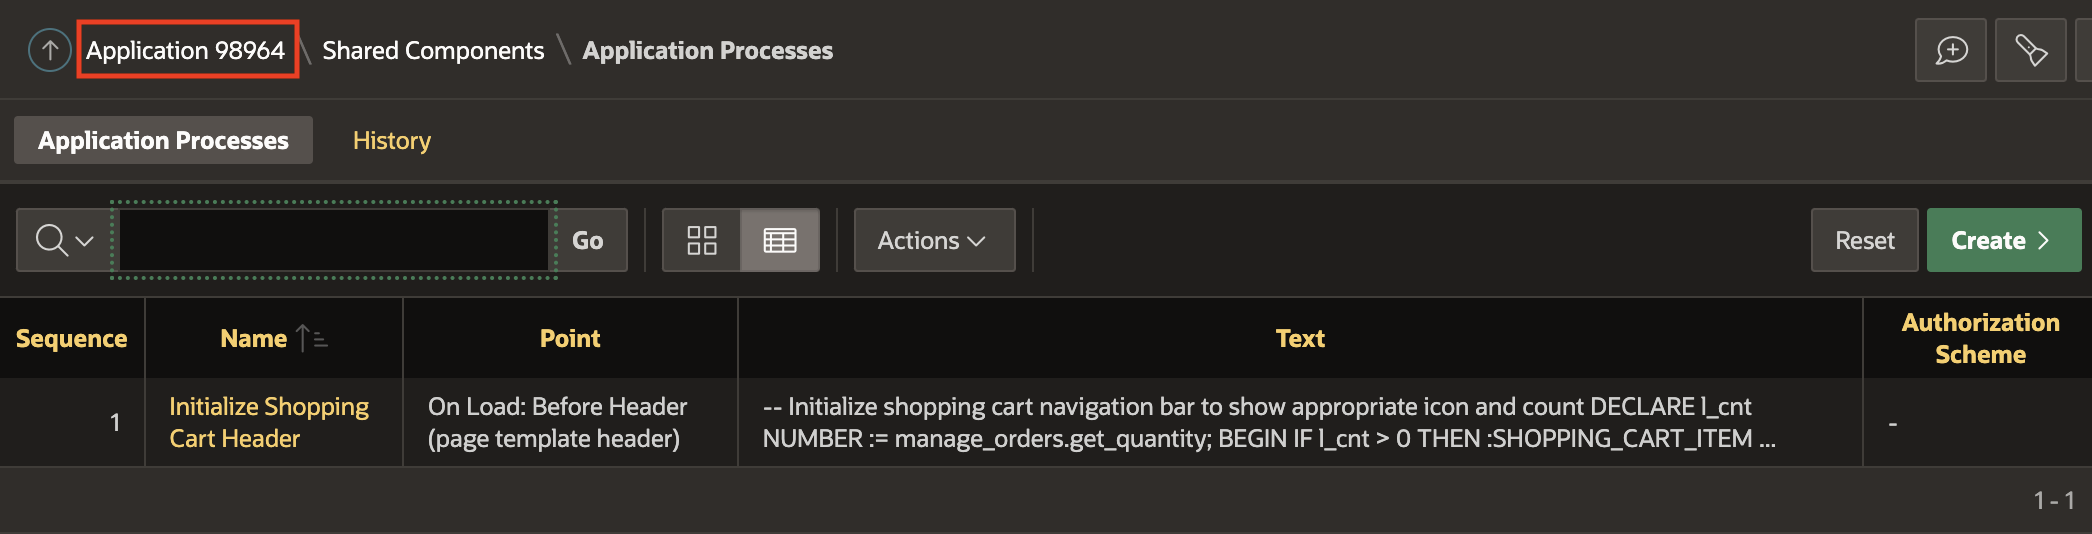 Application 98964 \ Shared Components \ Application Processes
Application Processes History
Go Actions Reset Create
Sequence Name Point Text Authorization Scheme
1 Initialize Shopping Cart Header On Load: Before Header (page template header) -- Initialize shopping cart navigation bar to show appropriate icon and count DECLARE l_cnt NUMBER := manage_orders.get_quantity; BEGIN IF l_cnt > 0 THEN :SHOPPING_CART_ITEM ... -
1 - 1